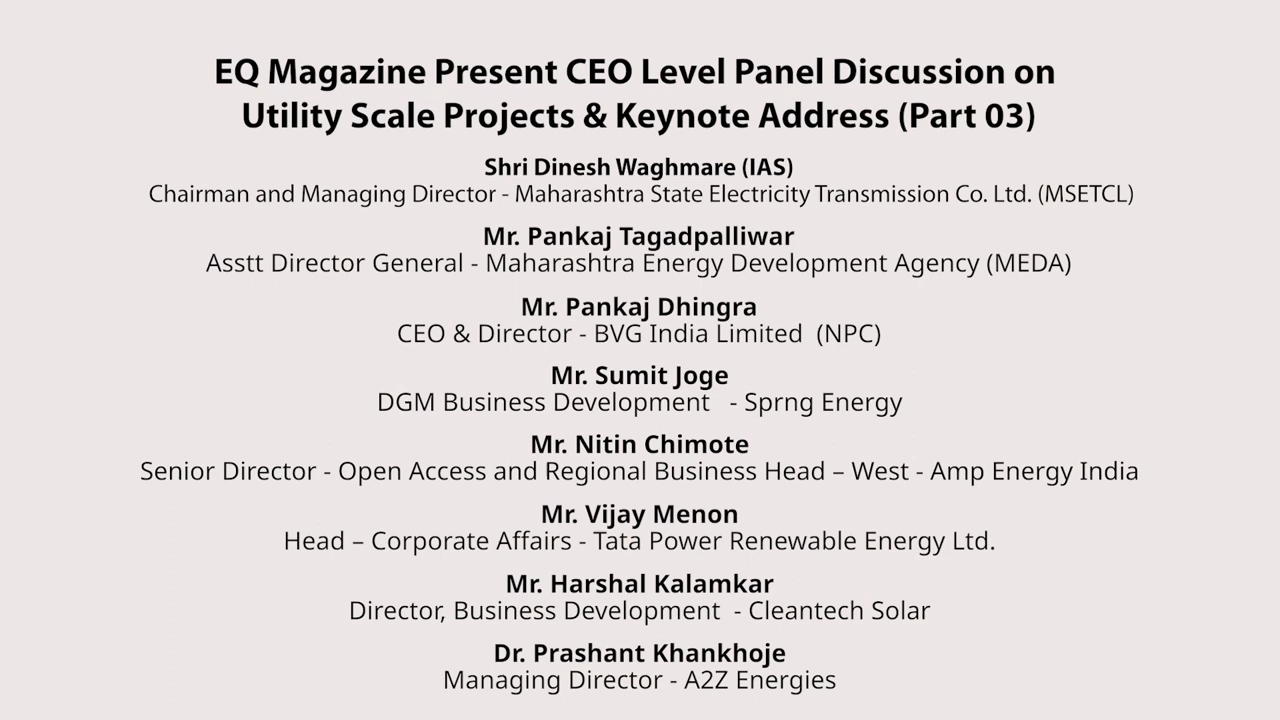 EQ Magazine Present CEO Level Panel Discussion on
Utility Scale Projects & Keynote Address (Part 03)
Shri Dinesh Waghmare (IAS)
Chairman and Managing Director - Maharashtra State Electricity Transmission Co. Ltd. (MSETCL)
Mr. Pankaj Tagadpalliwar
Asstt Director General - Maharashtra Energy Development Agency (MEDA)
Mr. Pankaj Dhingra
CEO & Director - BVG India Limited (NPC)
Mr. Sumit Joge
DGM Business Development - Sprng Energy
Mr. Nitin Chimote
Senior Director - Open Access and Regional Business Head – West - Amp Energy India
Mr. Vijay Menon
Head – Corporate Affairs - Tata Power Renewable Energy Ltd.
Mr. Harshal Kalamkar
Director, Business Development - Cleantech Solar
Dr. Prashant Khankhoje
Managing Director - A2Z Energies